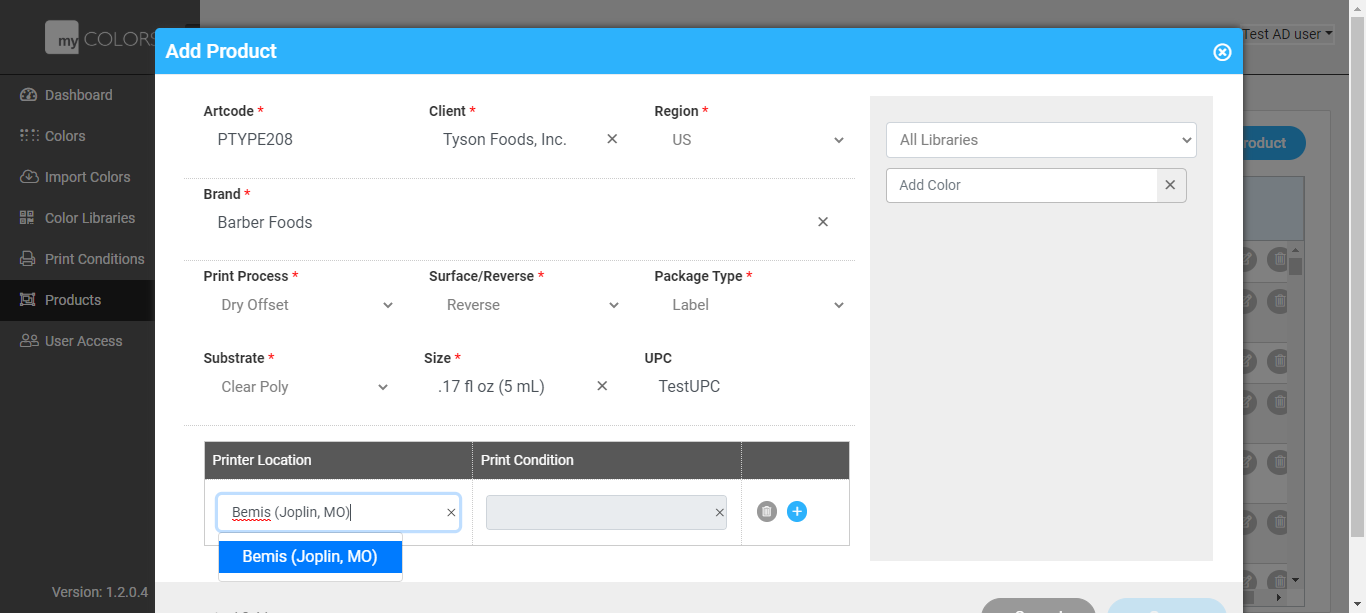 my COLORS
Test AD user
Add Product
Dashboard
Colors
Import Colors
Color Libraries
Print Conditions
Products
User Access
Version: 1.2.0.4
Artcode * Client * Region *
PTYPE208 Tyson Foods, Inc. US
Brand *
Barber Foods
Print Process * Surface/Reverse * Package Type *
Dry Offset Reverse Label
Substrate * Size * UPC
Clear Poly .17 fl oz (5 mL) TestUPC
Printer Location Print Condition
Bemis (Joplin, MO)
Bemis (Joplin, MO)
All Libraries
Add Color
roduct